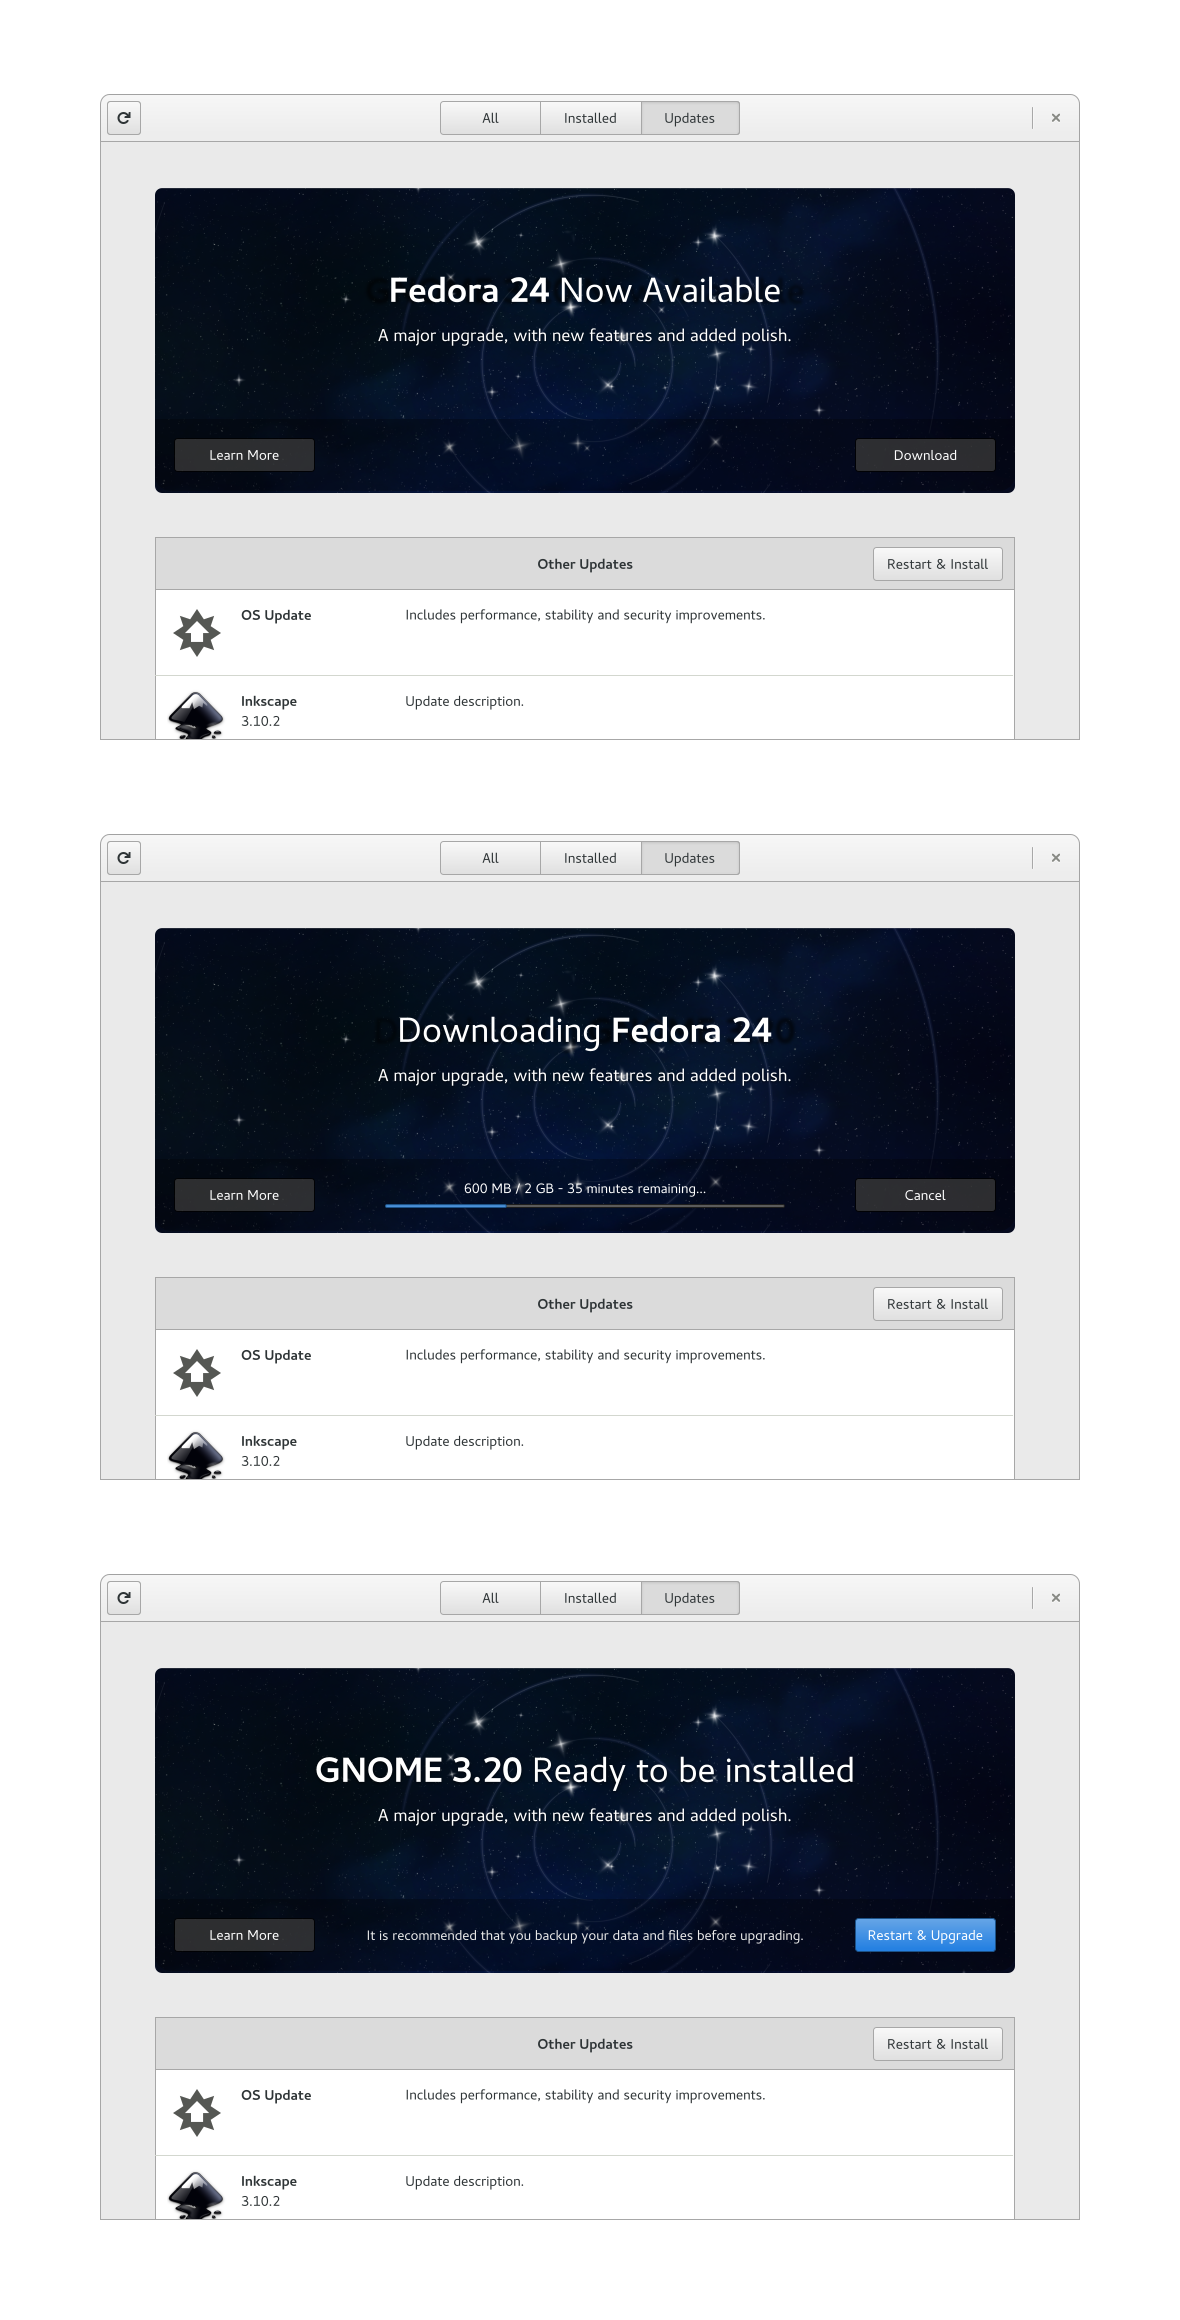 All Installed Updates
Fedora 24 Now Available
A major upgrade, with new features and added polish.
Learn More Download
Other Updates Restart & Install
OS Update Includes performance, stability and security improvements.
Inkscape Update description.
3.10.2
All Installed Updates
Downloading Fedora 24
A major upgrade, with new features and added polish.
600 MB / 2 GB - 35 minutes remaining...
Learn More Cancel
Other Updates Restart & Install
OS Update Includes performance, stability and security improvements.
Inkscape Update description.
3.10.2
All Installed Updates
GNOME 3.20 Ready to be installed
A major upgrade, with new features and added polish.
Learn More It is recommended that you backup your data and files before upgrading. Restart & Upgrade
Other Updates Restart & Install
OS Update Includes performance, stability and security improvements.
Inkscape Update description.
3.10.2